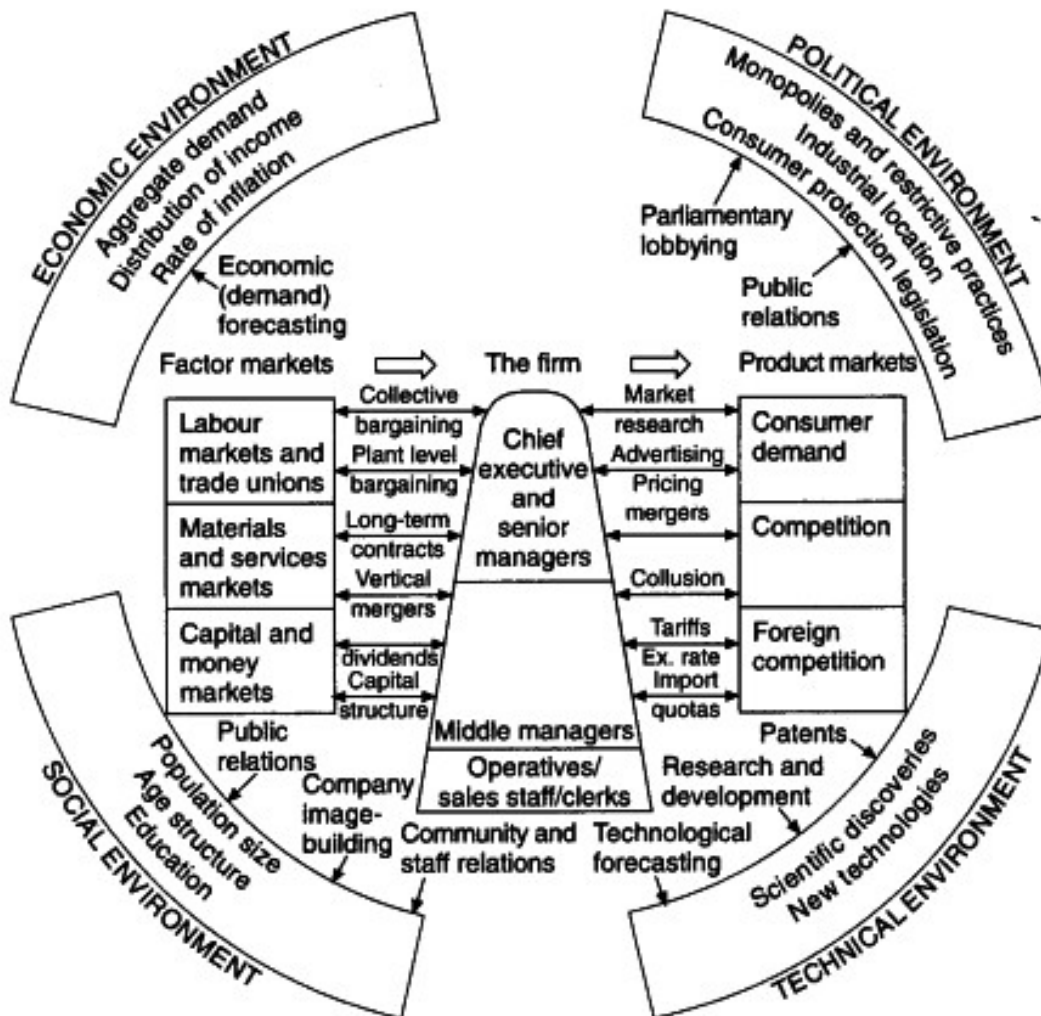 ECONOMIC ENVIRONMENT
Aggregate demand
Distribution of income
Rate of inflation
Economic
(demand)
forecasting
POLITICAL ENVIRONMENT
Monopolies and restrictive practices
Industrial location
Consumer protection legislation
Parliamentary
lobbying
Public
relations
Factor markets
The firm
Product markets
Labour
markets and
trade unions
Materials
and services
markets
Capital and
money
markets
Collective
bargaining
Plant level
bargaining
Long-term
contracts
Vertical
mergers
dividends
Capital
structure
Chief
executive
and
senior
managers
Middle managers
Operatives/
sales staff/clerks
Market
research
Advertising
Pricing
mergers
Collusion
Tariffs
Ex. rate
Import
quotas
Consumer
demand
Competition
Foreign
competition
Public
relations
Company
image-
building
Community and
staff relations
SOCIAL ENVIRONMENT
Population size
Age structure
Education
Patents
Research and
development
Technological
forecasting
Scientific discoveries
New technologies
TECHNICAL ENVIRONMENT